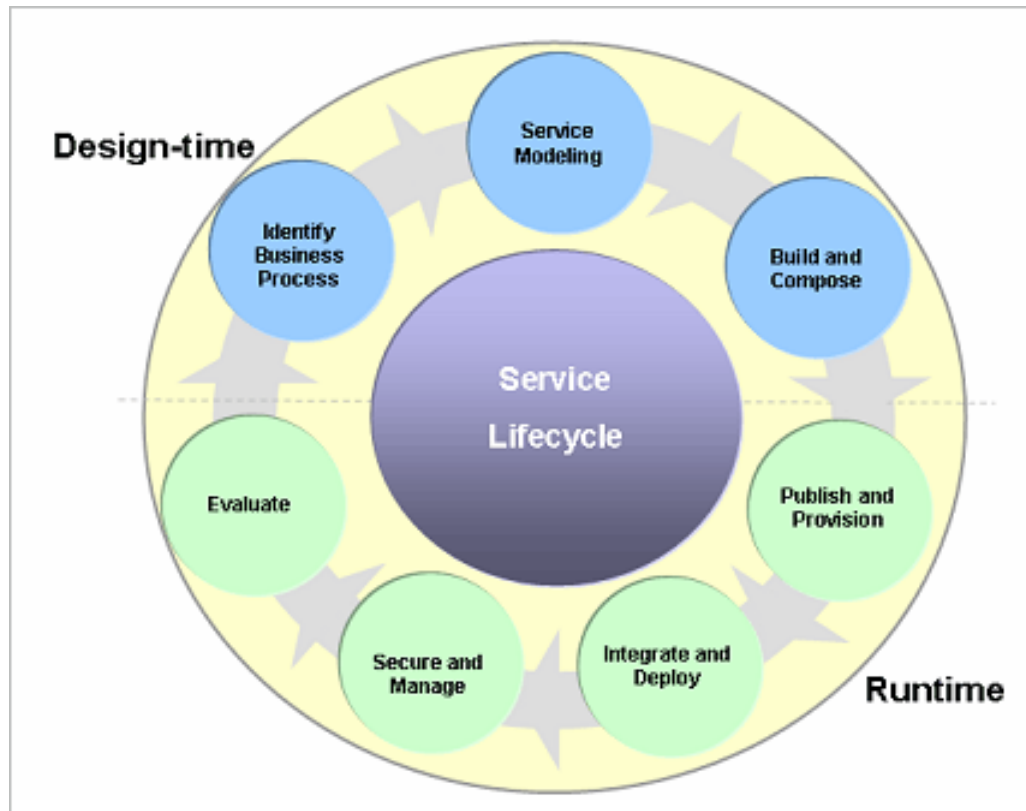 Design-time
Service
Modeling
Identify
Business
Process
Build and
Compose
Service
Lifecycle
Evaluate
Publish and
Provision
Secure and
Manage
Integrate and
Deploy
Runtime